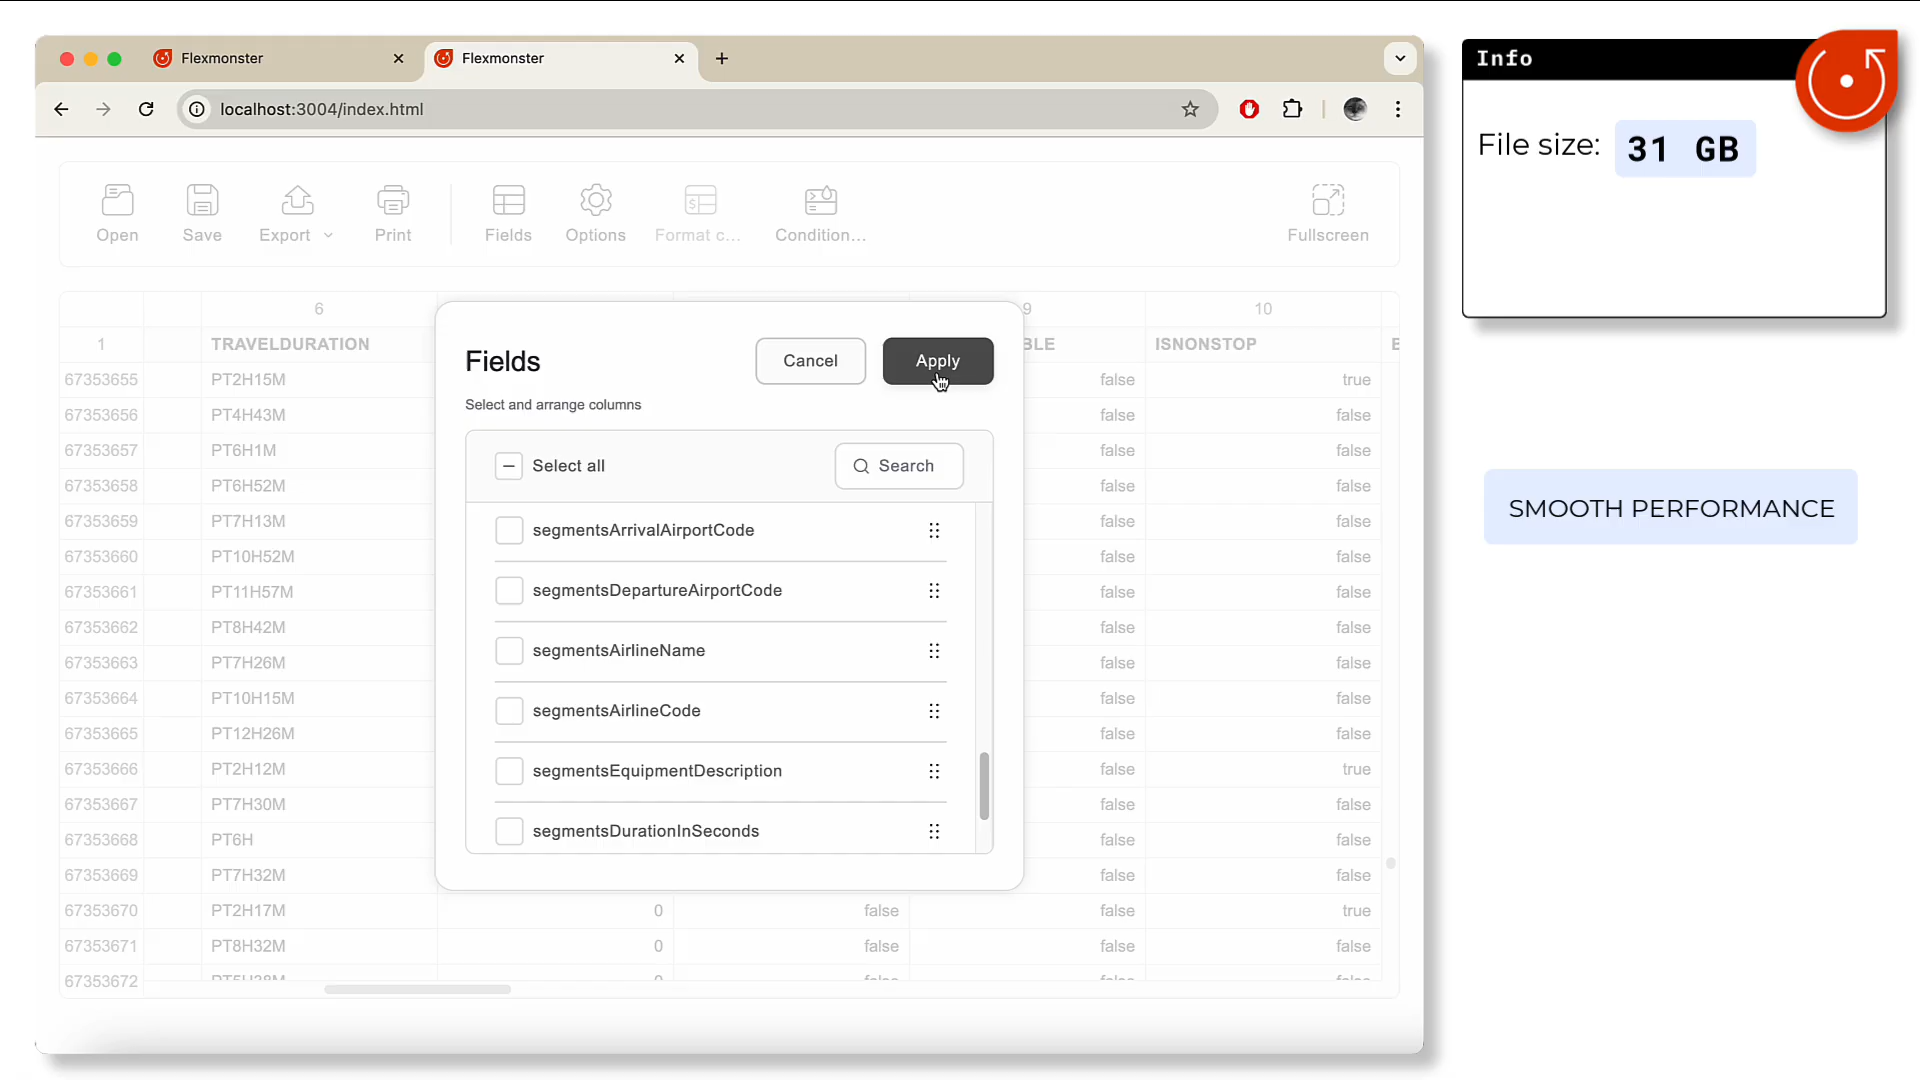 Flexmonster
Flexmonster
localhost:3004/index.html
Open
Save
Export
Print
Fields
Options
Format c...
Condition...
Fullscreen
6
9
10
1
TRAVELDURATION
BLE
ISNONSTOP
E
67353655
PT2H15M
false
true
67353656
PT4H43M
false
false
67353657
PT6H1M
false
false
67353658
PT6H52M
false
false
67353659
PT7H13M
false
false
67353660
PT10H52M
false
false
67353661
PT11H57M
false
false
67353662
PT8H42M
false
false
67353663
PT7H26M
false
false
67353664
PT10H15M
false
false
67353665
PT12H26M
false
false
67353666
PT2H12M
false
true
67353667
PT7H30M
false
false
67353668
PT6H
false
false
67353669
PT7H32M
false
false
67353670
PT2H17M
0
false
false
true
67353671
PT8H32M
0
false
false
false
67353672
PT5H38M
0
false
false
false
Fields
Cancel
Apply
Select and arrange columns
Select all
Search
segmentsArrivalAirportCode
segmentsDepartureAirportCode
segmentsAirlineName
segmentsAirlineCode
segmentsEquipmentDescription
segmentsDurationInSeconds
Info
File size: 31 GB
SMOOTH PERFORMANCE